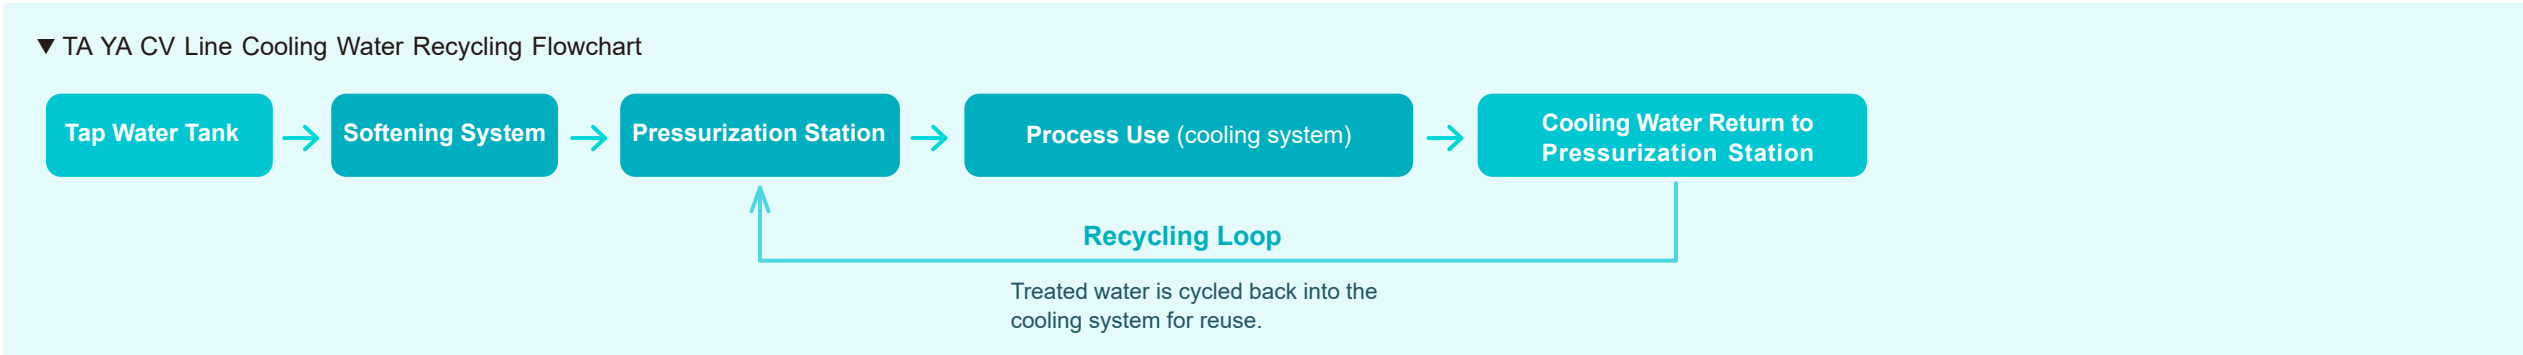 ▼ TA YA CV Line Cooling Water Recycling Flowchart
Tap Water Tank
Softening System
Pressurization Station
Process Use (cooling system)
Cooling Water Return to
Pressurization Station
Recycling Loop
Treated water is cycled back into the
cooling system for reuse.